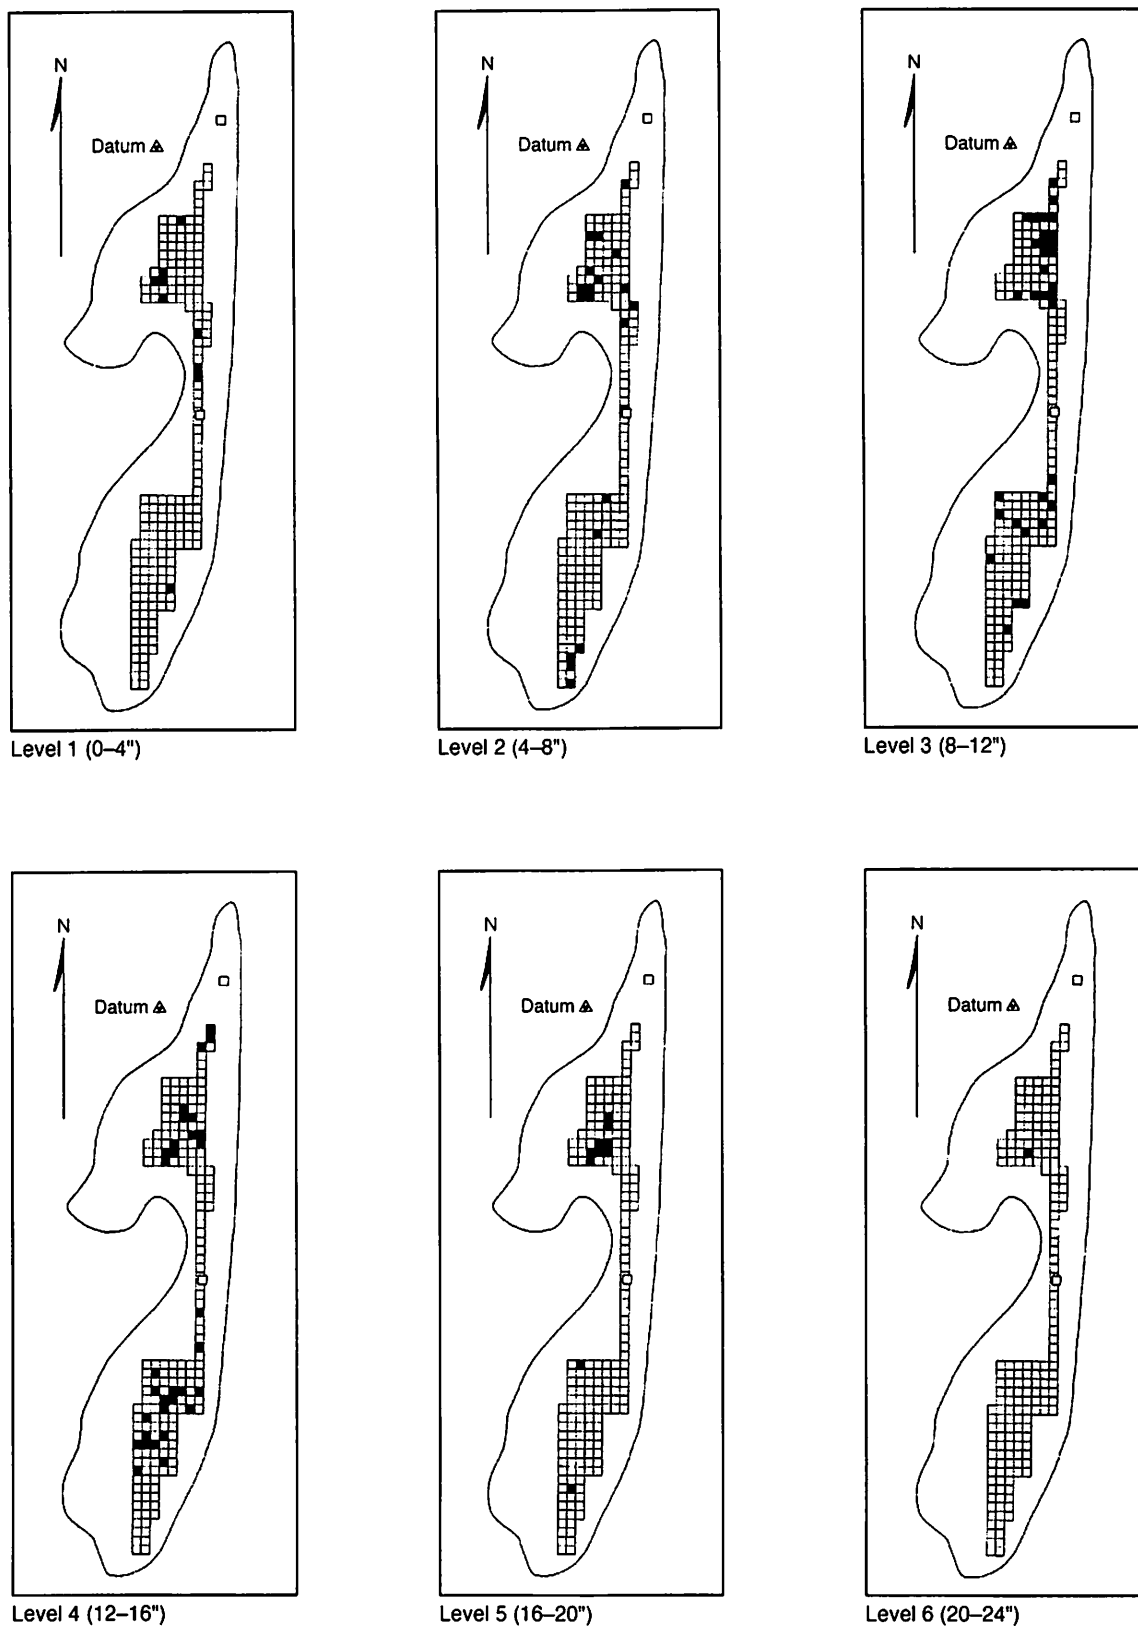 N
Datum
Level 1 (0–4")
N
Datum
Level 2 (4–8")
N
Datum
Level 3 (8–12")
N
Datum
Level 4 (12–16")
N
Datum
Level 5 (16–20")
N
Datum
Level 6 (20–24")